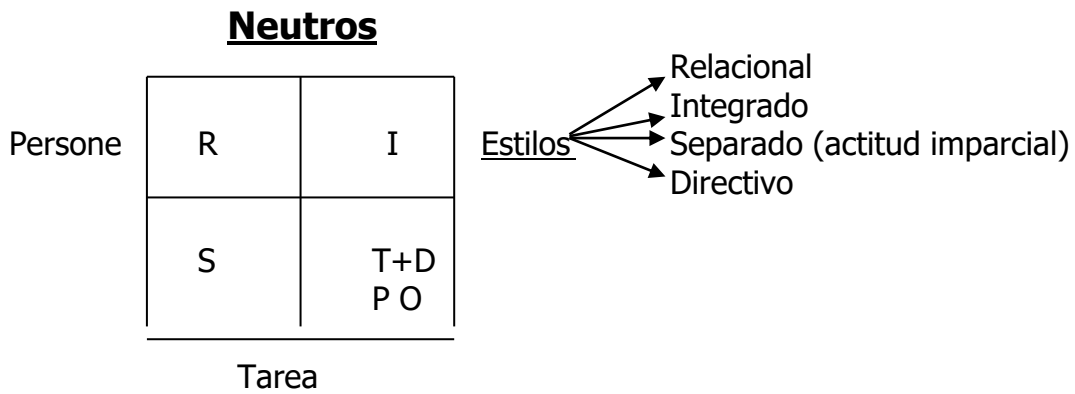 Neutros
Relacional
Integrado
Persone R I Estilos Separado (actitud imparcial)
Directivo
S T+D
P O
Tarea